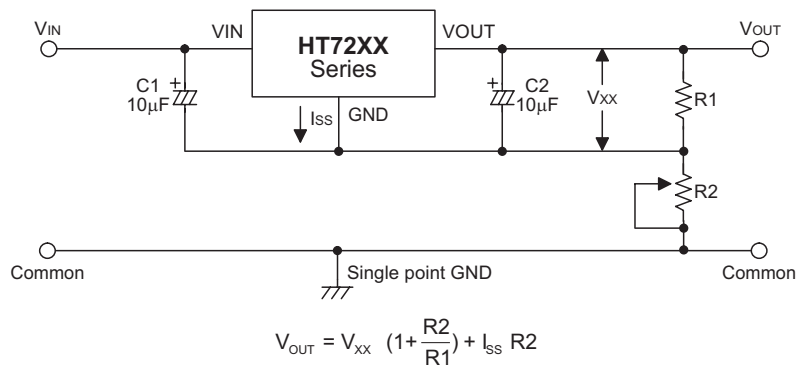 VIN
VIN
HT72XX
Series
VOUT
VOUT
C1
10µF
+
ISS
GND
+
C2
10µF
VXX
R1
R2
Common
Single point GND
Common
VOUT = VXX (1+ R2/R1) + ISS R2